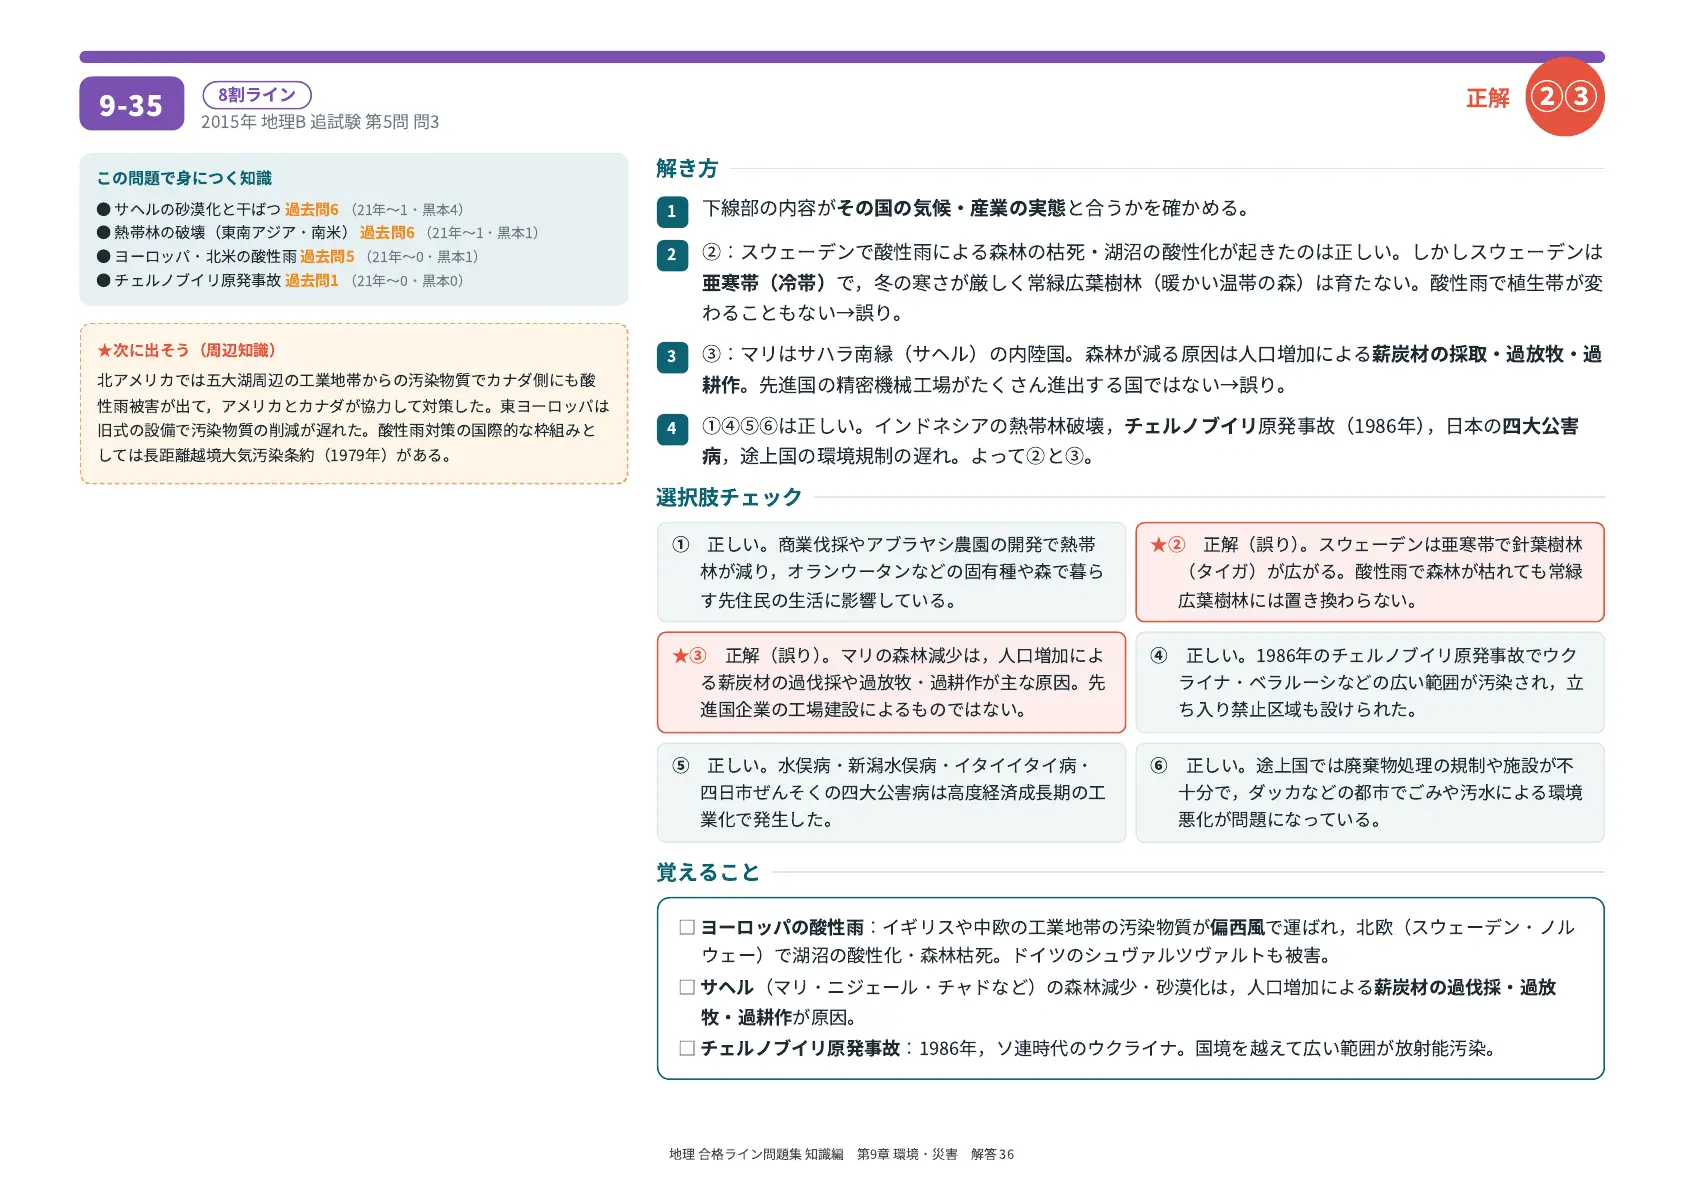 9-35
8割ライン
2015年 地理B 追試験 第5問 問3
正解 ②③
この問題で身につく知識
● サヘルの砂漠化と干ばつ 過去問6 （21年〜1・黒本4）
● 熱帯林の破壊（東南アジア・南米） 過去問6 （21年〜1・黒本1）
● ヨーロッパ・北米の酸性雨 過去問5 （21年〜0・黒本1）
● チェルノブイリ原発事故 過去問1 （21年〜0・黒本0）
★次に出そう（周辺知識）
北アメリカでは五大湖周辺の工業地帯からの汚染物質でカナダ側にも酸
性雨被害が出て，アメリカとカナダが協力して対策した。東ヨーロッパは
旧式の設備で汚染物質の削減が遅れた。酸性雨対策の国際的な枠組みと
しては長距離越境大気汚染条約（1979年）がある。
解き方
1 下線部の内容がその国の気候・産業の実態と合うかを確かめる。
2 ②：スウェーデンで酸性雨による森林の枯死・湖沼の酸性化が起きたのは正しい。しかしスウェーデンは
亜寒帯（冷帯）で，冬の寒さが厳しく常緑広葉樹林（暖かい温帯の森）は育たない。酸性雨で植生帯が変
わることもない→誤り。
3 ③：マリはサハラ南縁（サヘル）の内陸国。森林が減る原因は人口増加による薪炭材の採取・過放牧・過
耕作。先進国の精密機械工場がたくさん進出する国ではない→誤り。
4 ①④⑤⑥は正しい。インドネシアの熱帯林破壊，チェルノブイリ原発事故（1986年），日本の四大公害
病，途上国の環境規制の遅れ。よって②と③。
選択肢チェック
① 正しい。商業伐採やアブラヤシ農園の開発で熱帯
林が減り，オランウータンなどの固有種や森で暮ら
す先住民の生活に影響している。
★② 正解（誤り）。スウェーデンは亜寒帯で針葉樹林
（タイガ）が広がる。酸性雨で森林が枯れても常緑
広葉樹林には置き換わらない。
★③ 正解（誤り）。マリの森林減少は，人口増加によ
る薪炭材の過伐採や過放牧・過耕作が主な原因。先
進国企業の工場建設によるものではない。
④ 正しい。1986年のチェルノブイリ原発事故でウク
ライナ・ベラルーシなどの広い範囲が汚染され，立
ち入り禁止区域も設けられた。
⑤ 正しい。水俣病・新潟水俣病・イタイイタイ病・
四日市ぜんそくの四大公害病は高度経済成長期の工
業化で発生した。
⑥ 正しい。途上国では廃棄物処理の規制や施設が不
十分で，ダッカなどの都市でごみや汚水による環境
悪化が問題になっている。
覚えること
□ ヨーロッパの酸性雨：イギリスや中欧の工業地帯の汚染物質が偏西風で運ばれ，北欧（スウェーデン・ノル
ウェー）で湖沼の酸性化・森林枯死。ドイツのシュヴァルツヴァルトも被害。
□ サヘル（マリ・ニジェール・チャドなど）の森林減少・砂漠化は，人口増加による薪炭材の過伐採・過放
牧・過耕作が原因。
□ チェルノブイリ原発事故：1986年，ソ連時代のウクライナ。国境を越えて広い範囲が放射能汚染。
地理 合格ライン問題集 知識編 第9章 環境・災害 解答 36